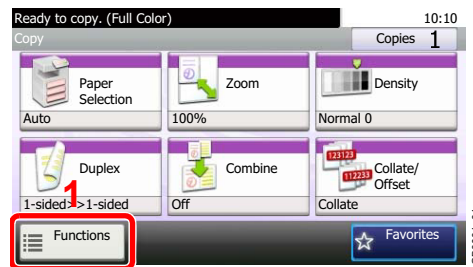 Ready to copy. (Full Color) 10:10
Copy Copies 1
Paper Selection
Zoom
Density
Auto
100%
Normal 0
Duplex
Combine
Collate/
Offset
123123
112233
1
1-sided>>1-sided
Off
Collate
Functions
Favorites